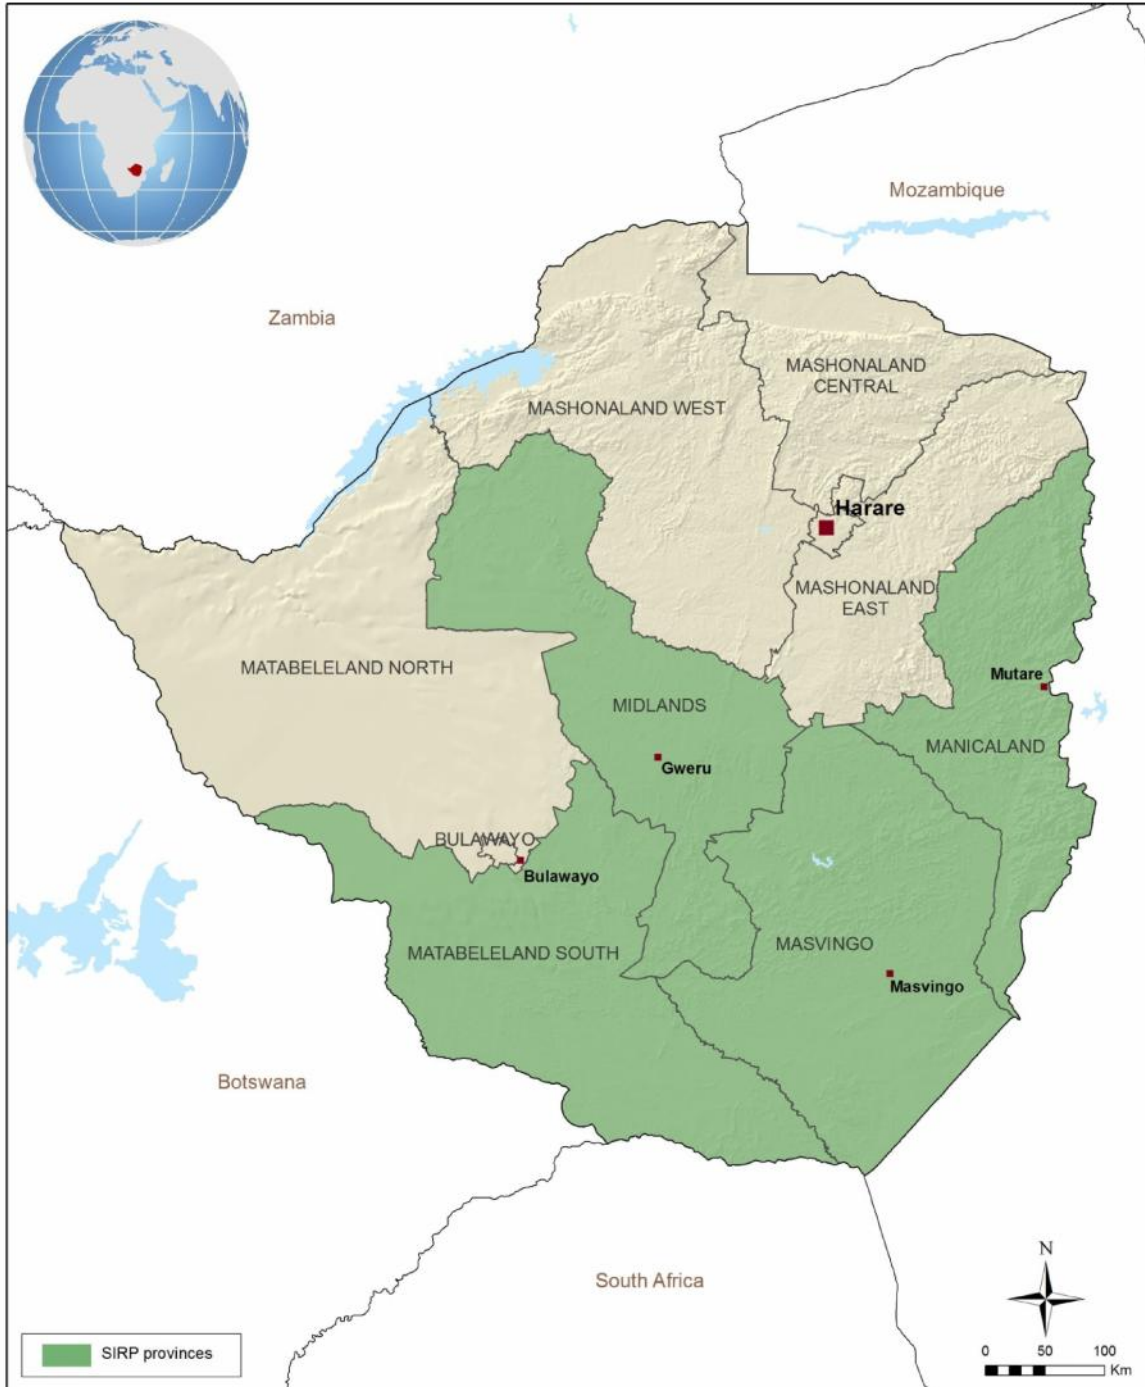 Mozambique
Zambia
MASHONALAND
CENTRAL
MASHONALAND WEST
Harare
MASHONALAND
EAST
MATABELELAND NORTH
Mutare
MIDLANDS
MANICALAND
Gweru
BULAWAYO
Bulawayo
MASVINGO
MATABELELAND SOUTH
Masvingo
Botswana
South Africa
N
SIRP provinces
0 50 100
Km